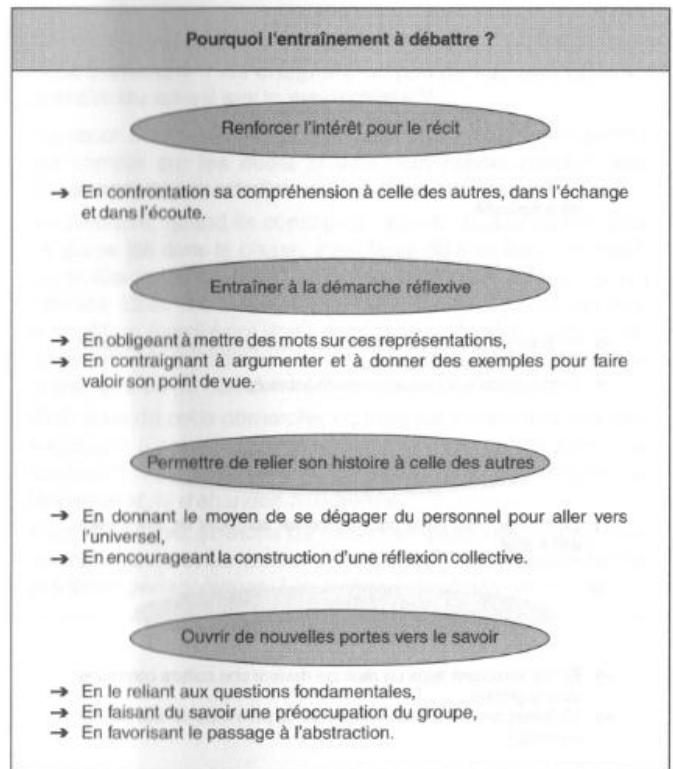 Pourquoi l'entraînement à débattre ?
Renforcer l'intérêt pour le récit
→ En confrontation sa compréhension à celle des autres, dans l'échange
et dans l'écoute.
Entraîner à la démarche réflexive
→ En obligeant à mettre des mots sur ces représentations,
→ En contraignant à argumenter et à donner des exemples pour faire
valoir son point de vue.
Permettre de relier son histoire à celle des autres
→ En donnant le moyen de se dégager du personnel pour aller vers
l'universel,
→ En encourageant la construction d'une réflexion collective.
Ouvrir de nouvelles portes vers le savoir
→ En le reliant aux questions fondamentales,
→ En faisant du savoir une préoccupation du groupe,
→ En favorisant le passage à l'abstraction.